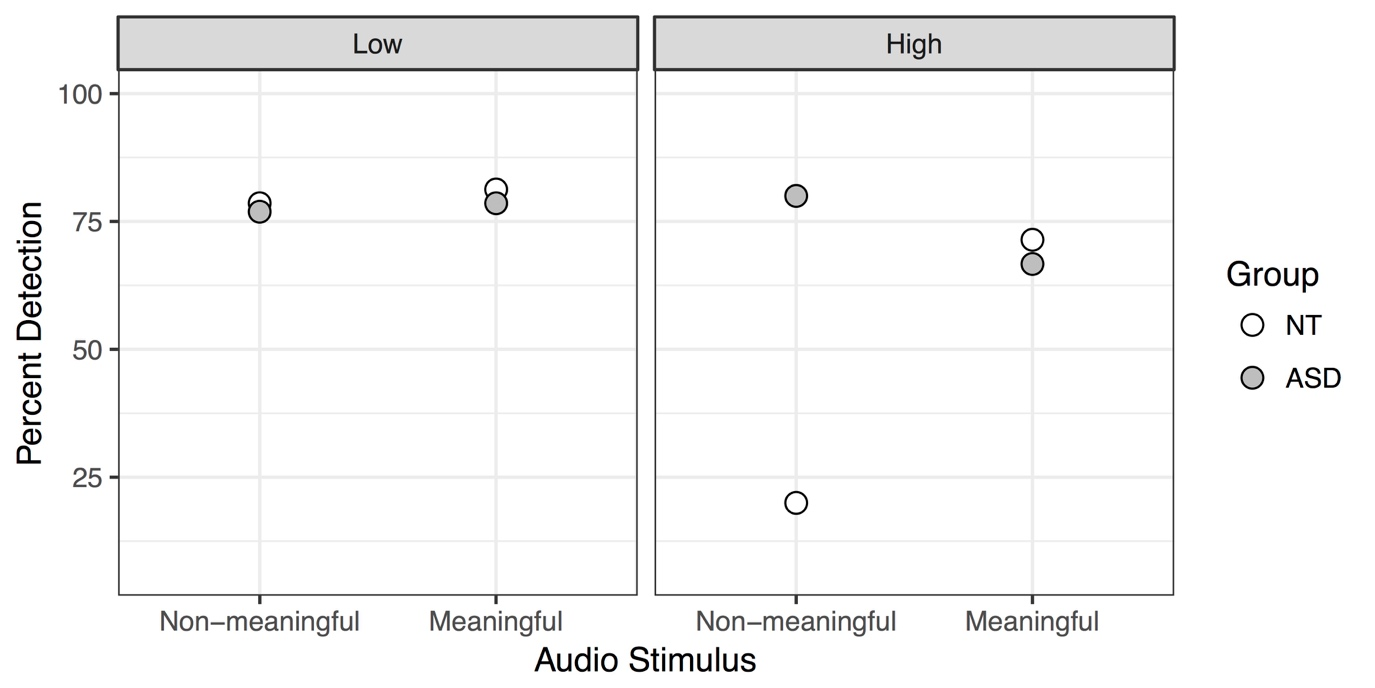 Low High
100
75
50
25
Percent Detection
Non−meaningful Meaningful Non−meaningful Meaningful
Audio Stimulus
Group
NT
ASD